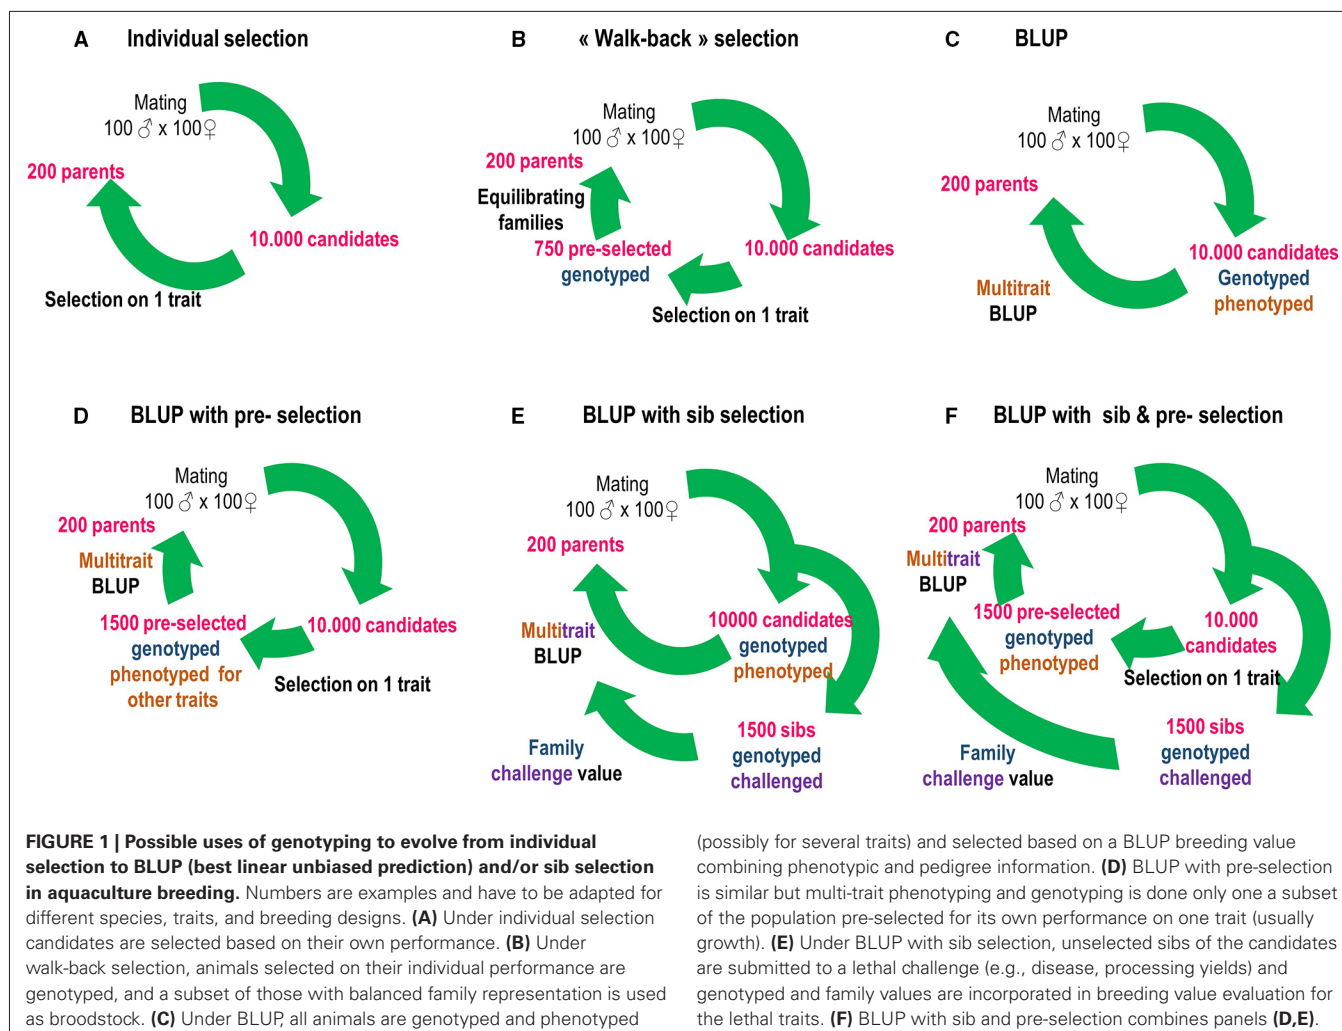 A Individual selection
Mating
100 ♂ x 100♀
200 parents
10.000 candidates
Selection on 1 trait
B « Walk-back » selection
Mating
100 ♂ x 100♀
200 parents
Equilibrating
families
750 pre-selected
genotyped
10.000 candidates
Selection on 1 trait
C BLUP
Mating
100 ♂ x 100♀
200 parents
10.000 candidates
Genotyped
phenotyped
Multitrait
BLUP
D BLUP with pre- selection
Mating
100 ♂ x 100♀
200 parents
Multitrait
BLUP
1500 pre-selected
genotyped
phenotyped for
other traits
10.000 candidates
Selection on 1 trait
E BLUP with sib selection
Mating
100 ♂ x 100♀
200 parents
10000 candidates
genotyped
phenotyped
Multitrait
BLUP
1500 sibs
genotyped
challenged
Family
challenge value
F BLUP with sib & pre- selection
Mating
100 ♂ x 100♀
200 parents
Multitrait
BLUP
1500 pre-selected
genotyped
phenotyped
10.000
candidates
Selection on 1 trait
1500 sibs
genotyped
challenged
Family
challenge value
FIGURE 1 | Possible uses of genotyping to evolve from individual
selection to BLUP (best linear unbiased prediction) and/or sib selection
in aquaculture breeding. Numbers are examples and have to be adapted for
different species, traits, and breeding designs. (A) Under individual selection
candidates are selected based on their own performance. (B) Under
walk-back selection, animals selected on their individual performance are
genotyped, and a subset of those with balanced family representation is used
as broodstock. (C) Under BLUP, all animals are genotyped and phenotyped
(possibly for several traits) and selected based on a BLUP breeding value
combining phenotypic and pedigree information. (D) BLUP with pre-selection
is similar but multi-trait phenotyping and genotyping is done only one a subset
of the population pre-selected for its own performance on one trait (usually
growth). (E) Under BLUP with sib selection, unselected sibs of the candidates
are submitted to a lethal challenge (e.g., disease, processing yields) and
genotyped and family values are incorporated in breeding value evaluation for
the lethal traits. (F) BLUP with sib and pre-selection combines panels (D,E).